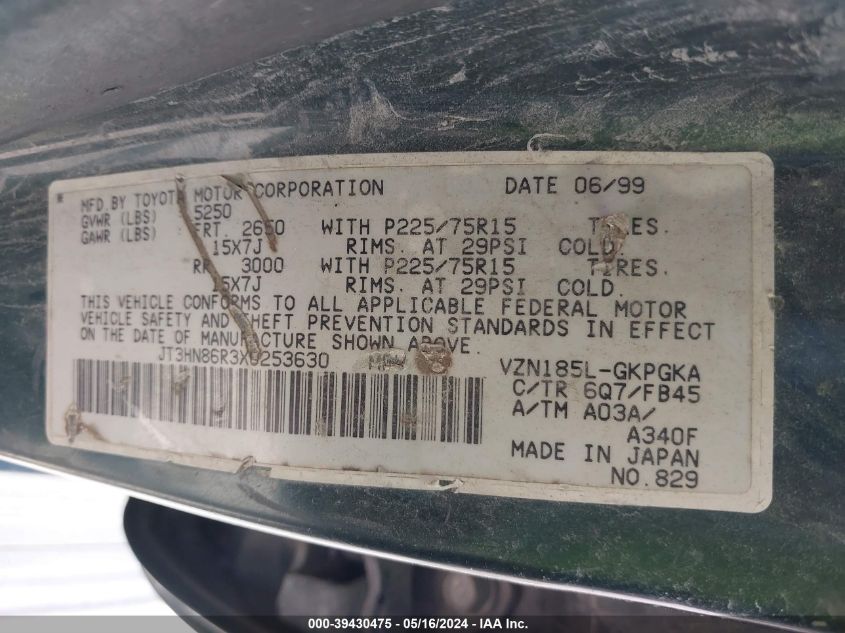 MFD. BY TOYOTA MOTOR CORPORATION DATE 06/99
GVWR (LBS) 5250
GAWR (LBS) FRT. 2650 WITH P225/75R15 TIRES.
15X7J RIMS. AT 29PSI COLD.
RR. 3000 WITH P225/75R15 TIRES.
15X7J RIMS. AT 29PSI COLD.
THIS VEHICLE CONFORMS TO ALL APPLICABLE FEDERAL MOTOR
VEHICLE SAFETY AND THEFT PREVENTION STANDARDS IN EFFECT
ON THE DATE OF MANUFACTURE SHOWN ABOVE.
JT3HN86R3X0253630 MPV VZN185L-GKPGKA
C/TR 6Q7/FB45
A/TM A03A/
A340F
MADE IN JAPAN
NO.829
000-39430475 - 05/16/2024 - IAA Inc.